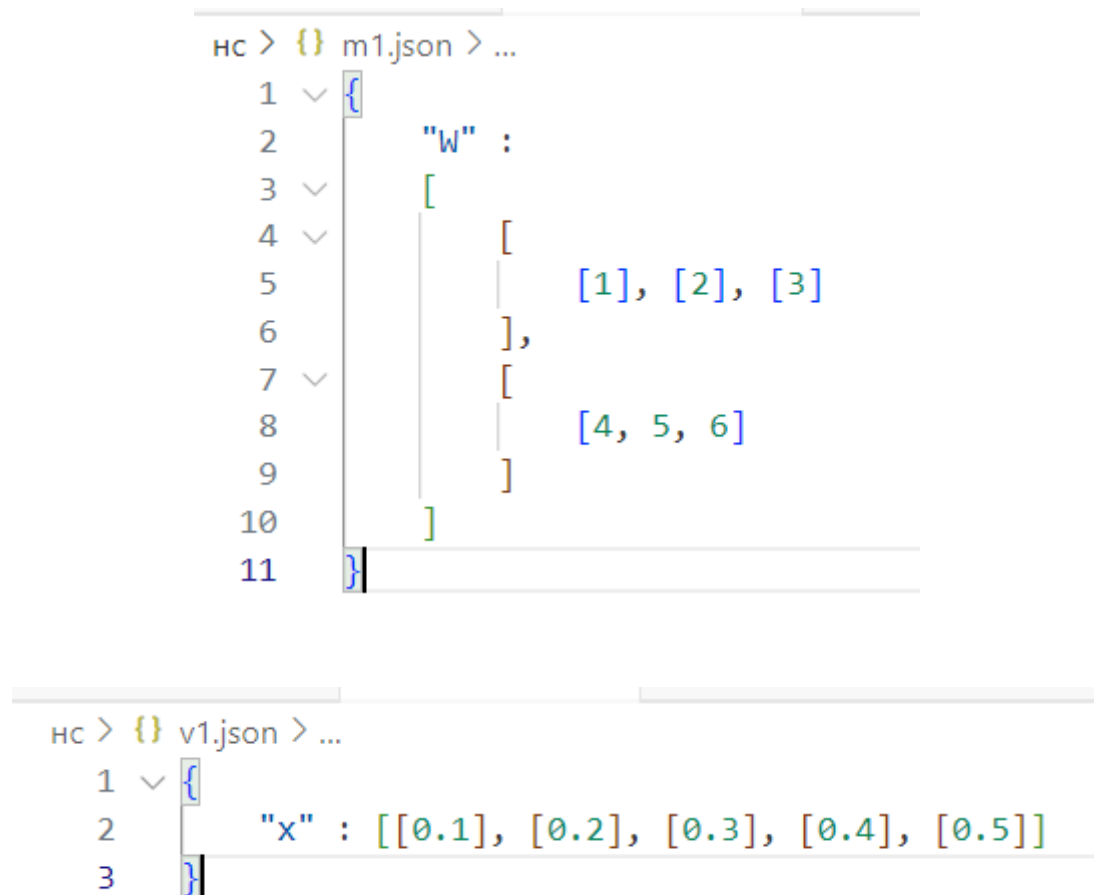 нс > {} m1.json > ...
1 {
2 "W" :
3 [
4 [
5 [1], [2], [3]
6 ],
7 [
8 [4, 5, 6]
9 ]
10 ]
11 }
нс > {} v1.json > ...
1 {
2 "x" : [[0.1], [0.2], [0.3], [0.4], [0.5]]
3 }